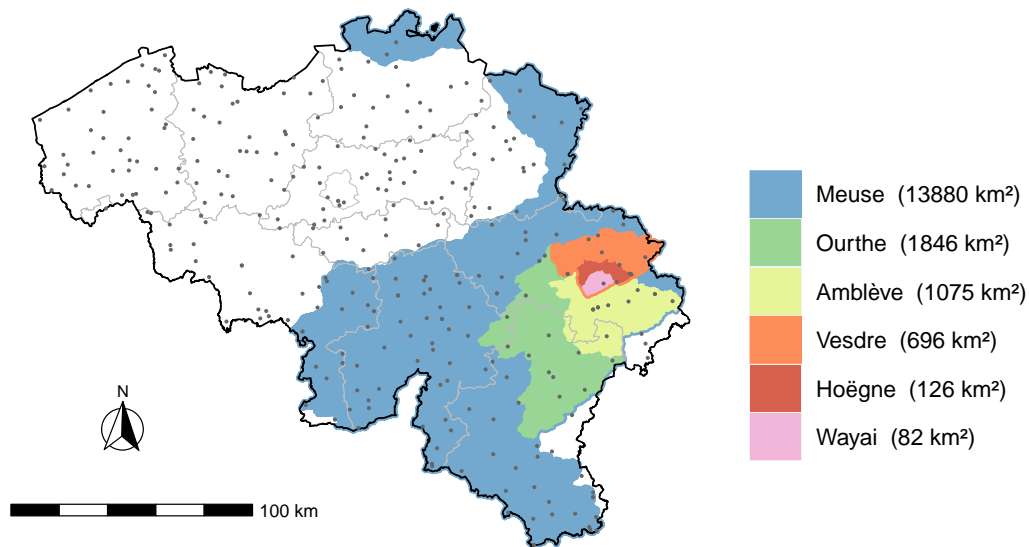 Meuse (13880 km²)
Ourthe (1846 km²)
Amblève (1075 km²)
Vesdre (696 km²)
Hoëgne (126 km²)
Wayai (82 km²)
N
100 km